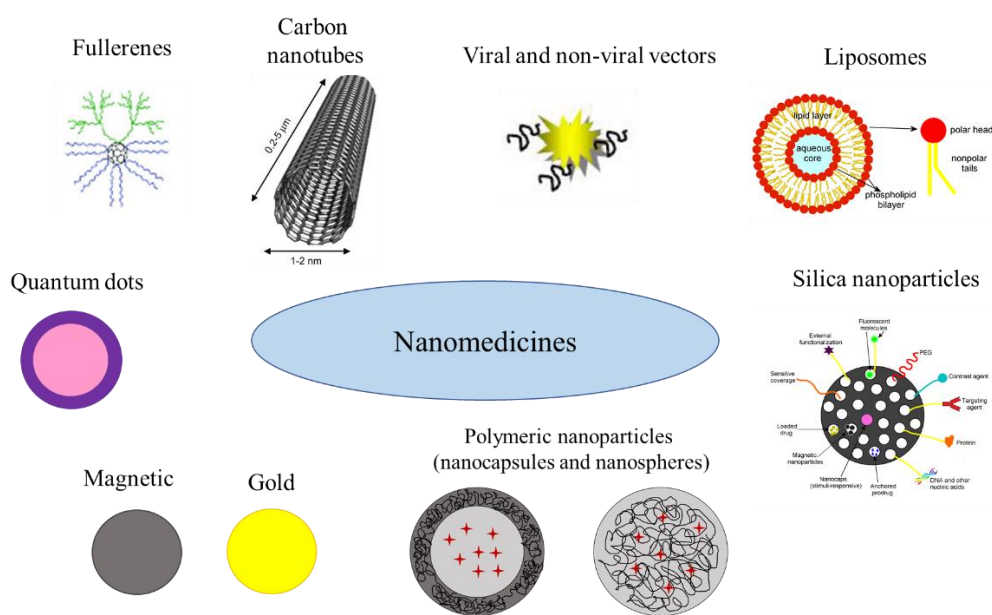 Fullerenes
Carbon
nanotubes
0.2-5 µm
1-2 nm
Viral and non-viral vectors
Liposomes
lipid layer
aqueous
core
polar head
nonpolar
tails
phospholipid
bilayer
Quantum dots
Nanomedicines
Silica nanoparticles
Fluorescent
molecules
External
functionalization
PEG
Sensitive
coverage
Contrast agent
Targeting
agent
Loaded
drug
Protein
Magnetic
nanoparticles
Nanocaps
(stimuli-responsive)
Anchored
prodrug
DNA and other
nucleic acids
Magnetic
Gold
Polymeric nanoparticles
(nanocapsules and nanospheres)